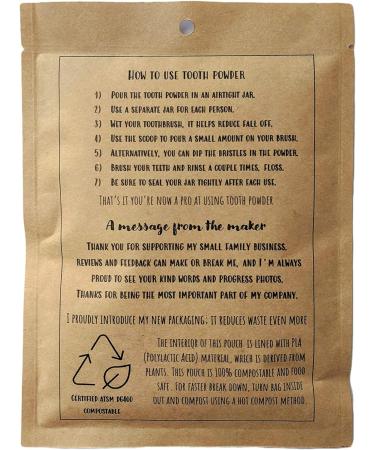 How to use tooth powder
1) Pour the tooth powder in an airtight jar.
2) Use a separate jar for each person.
3) Wet your toothbrush, it helps reduce fall off.
4) Use the scoop to pour a small amount on your brush.
5) Alternatively, you can dip the bristles in the powder.
6) Brush your teeth and rinse a couple times, floss.
7) Be sure to seal your jar tightly after each use.
That's it you're now a pro at using tooth powder
A message from the maker
Thank you for supporting my small family business.
Reviews and feedback can make or break me, and I'm always
proud to see your kind words and progress photos.
Thanks for being the most important part of my company.
I proudly introduce my new packaging; it reduces waste even more
The interior of this pouch is lined with PLA
(Polylactic Acid) material, which is derived from
plants. This pouch is 100% compostable and food
safe. For faster break down, turn bag inside
out and compost using a hot compost method.
Certified ATSM D6400
compostable